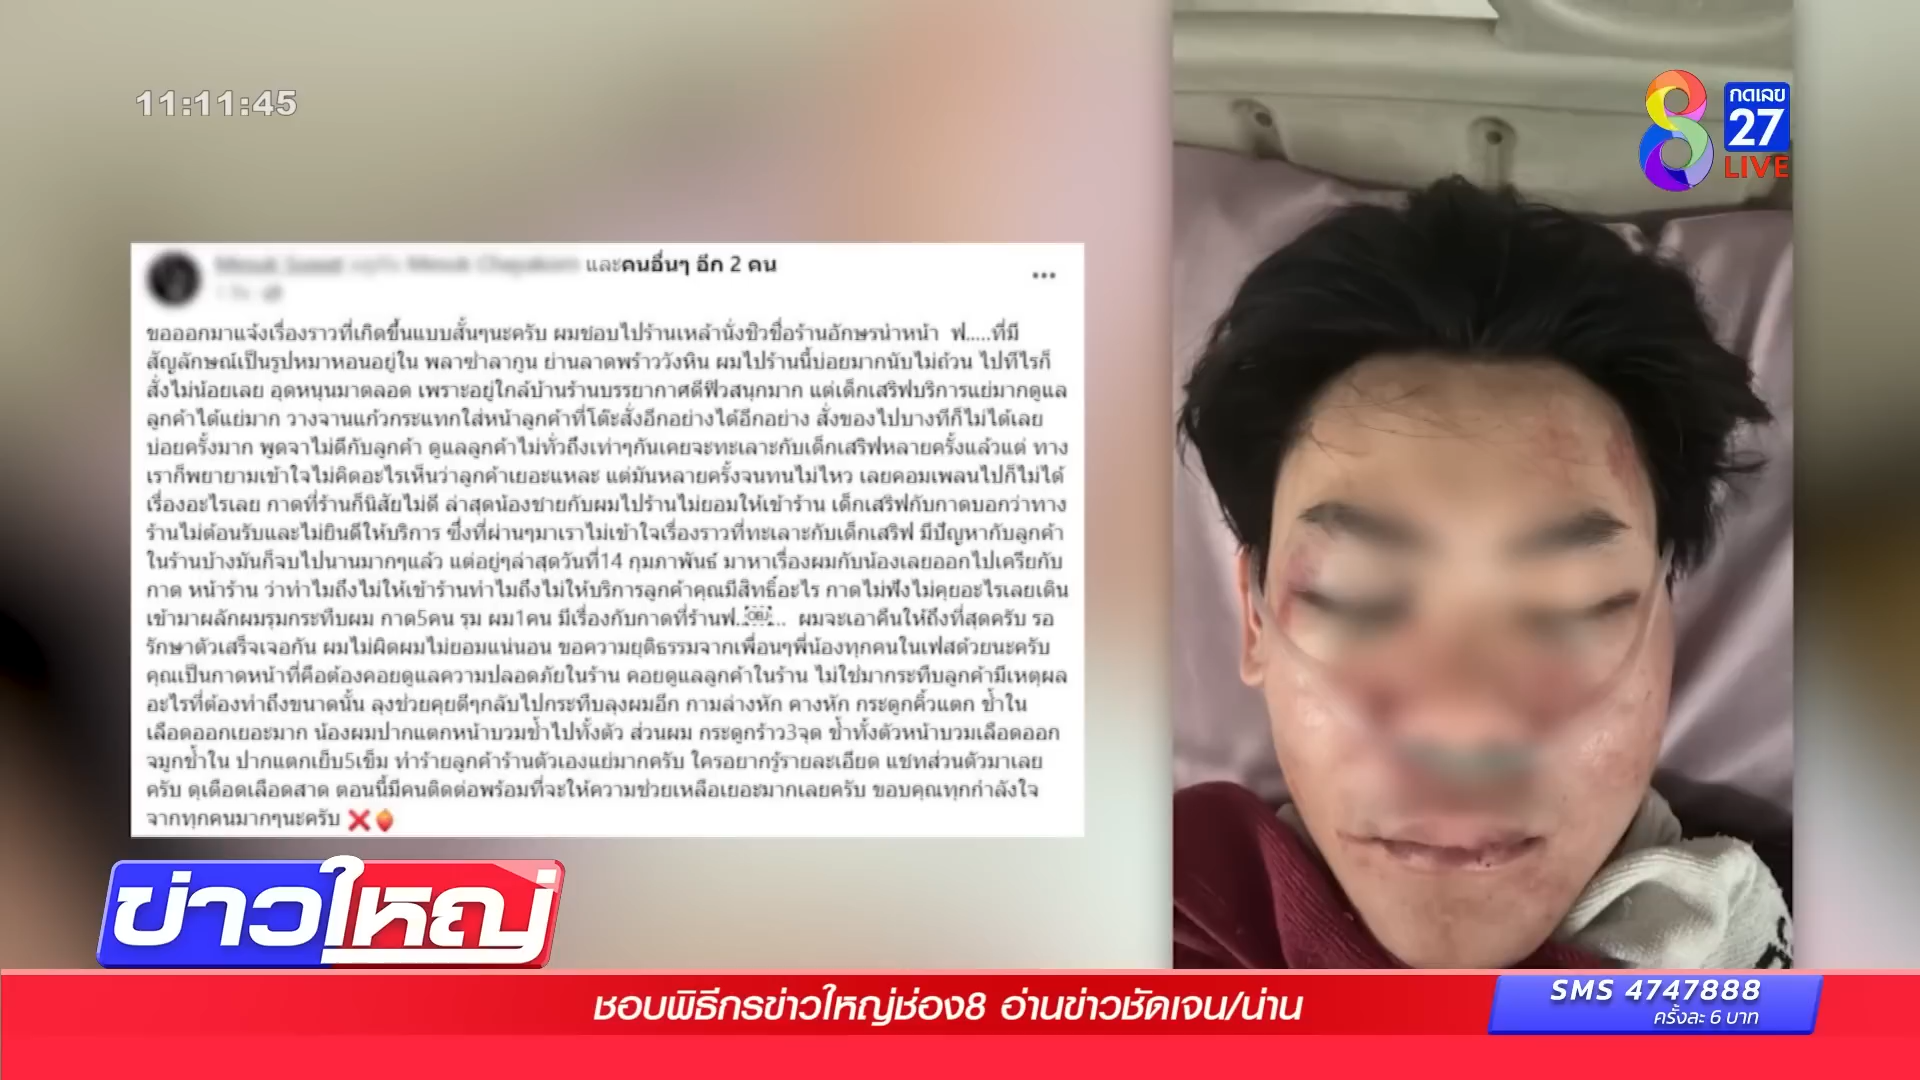 11:11:45
กดเลข
27
LIVE
และคนอื่นๆ อีก 2 คน
ขอออกมาแจ้งเรื่องราวที่เกิดขึ้นแบบสั้นๆนะครับ ผมชอบไปร้านเหล้านั่งชิวชื่อร้านอักษรนำหน้า ฟ.....ที่มี
สัญลักษณ์เป็นรูปหมาหอนอยู่ใน พลาซ่าลากูน ย่านลาดพร้าววังหิน ผมไปร้านนี้บ่อยมากนับไม่ถ้วน ไปทีไรก็
สั่งไม่น้อยเลย อุดหนุนมาตลอด เพราะอยู่ใกล้บ้านร้านบรรยากาศดีฟิวสนุกมาก แต่เด็กเสริฟบริการแย่มากดูแล
ลูกค้าได้แย่มาก วางจานแก้วกระแทกใส่หน้าลูกค้าที่โต๊ะสั่งอีกอย่างได้อีกอย่าง สั่งของไปบางทีก็ไม่ได้เลย
บ่อยครั้งมาก พูดจาไม่ดีกับลูกค้า ดูแลลูกค้าไม่ทั่วถึงเท่าๆกันเคยจะทะเลาะกับเด็กเสริฟหลายครั้งแล้วแต่ ทาง
เราก็พยายามเข้าใจไม่คิดอะไรเห็นว่าลูกค้าเยอะแหละ แต่มันหลายครั้งจนทนไม่ไหว เลยคอมเพลนไปก็ไม่ได้
เรื่องอะไรเลย กาดที่ร้านก็นิสัยไม่ดี ล่าสุดน้องชายกับผมไปร้านไม่ยอมให้เข้าร้าน เด็กเสริฟกับกาดบอกว่าทาง
ร้านไม่ต้อนรับและไม่ยินดีให้บริการ ซึ่งที่ผ่านๆมาเราไม่เข้าใจเรื่องราวที่ทะเลาะกับเด็กเสริฟ มีปัญหากับลูกค้า
ในร้านบ้างมันก็จบไปนานมากๆแล้ว แต่อยู่ๆล่าสุดวันที่14 กุมภาพันธ์ มาหาเรื่องผมกับน้องเลยออกไปเครียกับ
กาด หน้าร้าน ว่าทำไมถึงไม่ให้เข้าร้านทำไมถึงไม่ให้บริการลูกค้าคุณมีสิทธิ์อะไร กาดไม่ฟังไม่คุยอะไรเลยเดิน
เข้ามาผลักผมรุมกระทืบผม กาด5คน รุม ผม1คน มีเรื่องกับกาดที่ร้านฟ..OBJ... ผมจะเอาคืนให้ถึงที่สุดครับ รอ
รักษาตัวเสร็จเจอกัน ผมไม่ผิดผมไม่ยอมแน่นอน ขอความยุติธรรมจากเพื่อนๆพี่น้องทุกคนในเฟสด้วยนะครับ
คุณเป็นกาดหน้าที่คือต้องคอยดูแลความปลอดภัยในร้าน คอยดูแลลูกค้าในร้าน ไม่ใช่มากระทืบลูกค้ามีเหตุผล
อะไรที่ต้องทำถึงขนาดนั้น ลุงช่วยคุยดีๆกลับไปกระทืบลุงผมอีก กามล่างหัก คางหัก กระดูกคิ้วแตก ช้ำใน
เลือดออกเยอะมาก น้องผมปากแตกหน้าบวมช้ำไปทั้งตัว ส่วนผม กระดูกร้าว3จุด ช้ำทั้งตัวหน้าบวมเลือดออก
จมูกช้ำใน ปากแตกเย็บ5เข็ม ทำร้ายลูกค้าร้านตัวเองแย่มากครับ ใครอยากรู้รายละเอียด แชทส่วนตัวมาเลย
ครับ ดุเดือดเลือดสาด ตอนนี้มีคนติดต่อพร้อมที่จะให้ความช่วยเหลือเยอะมากเลยครับ ขอบคุณทุกกำลังใจ
จากทุกคนมากๆนะครับ ❌
ข่าวใหญ่
ชอบพิธีกรข่าวใหญ่ช่อง8 อ่านข่าวชัดเจน/น่าน
SMS 4747888
ครั้งละ 6 บาท